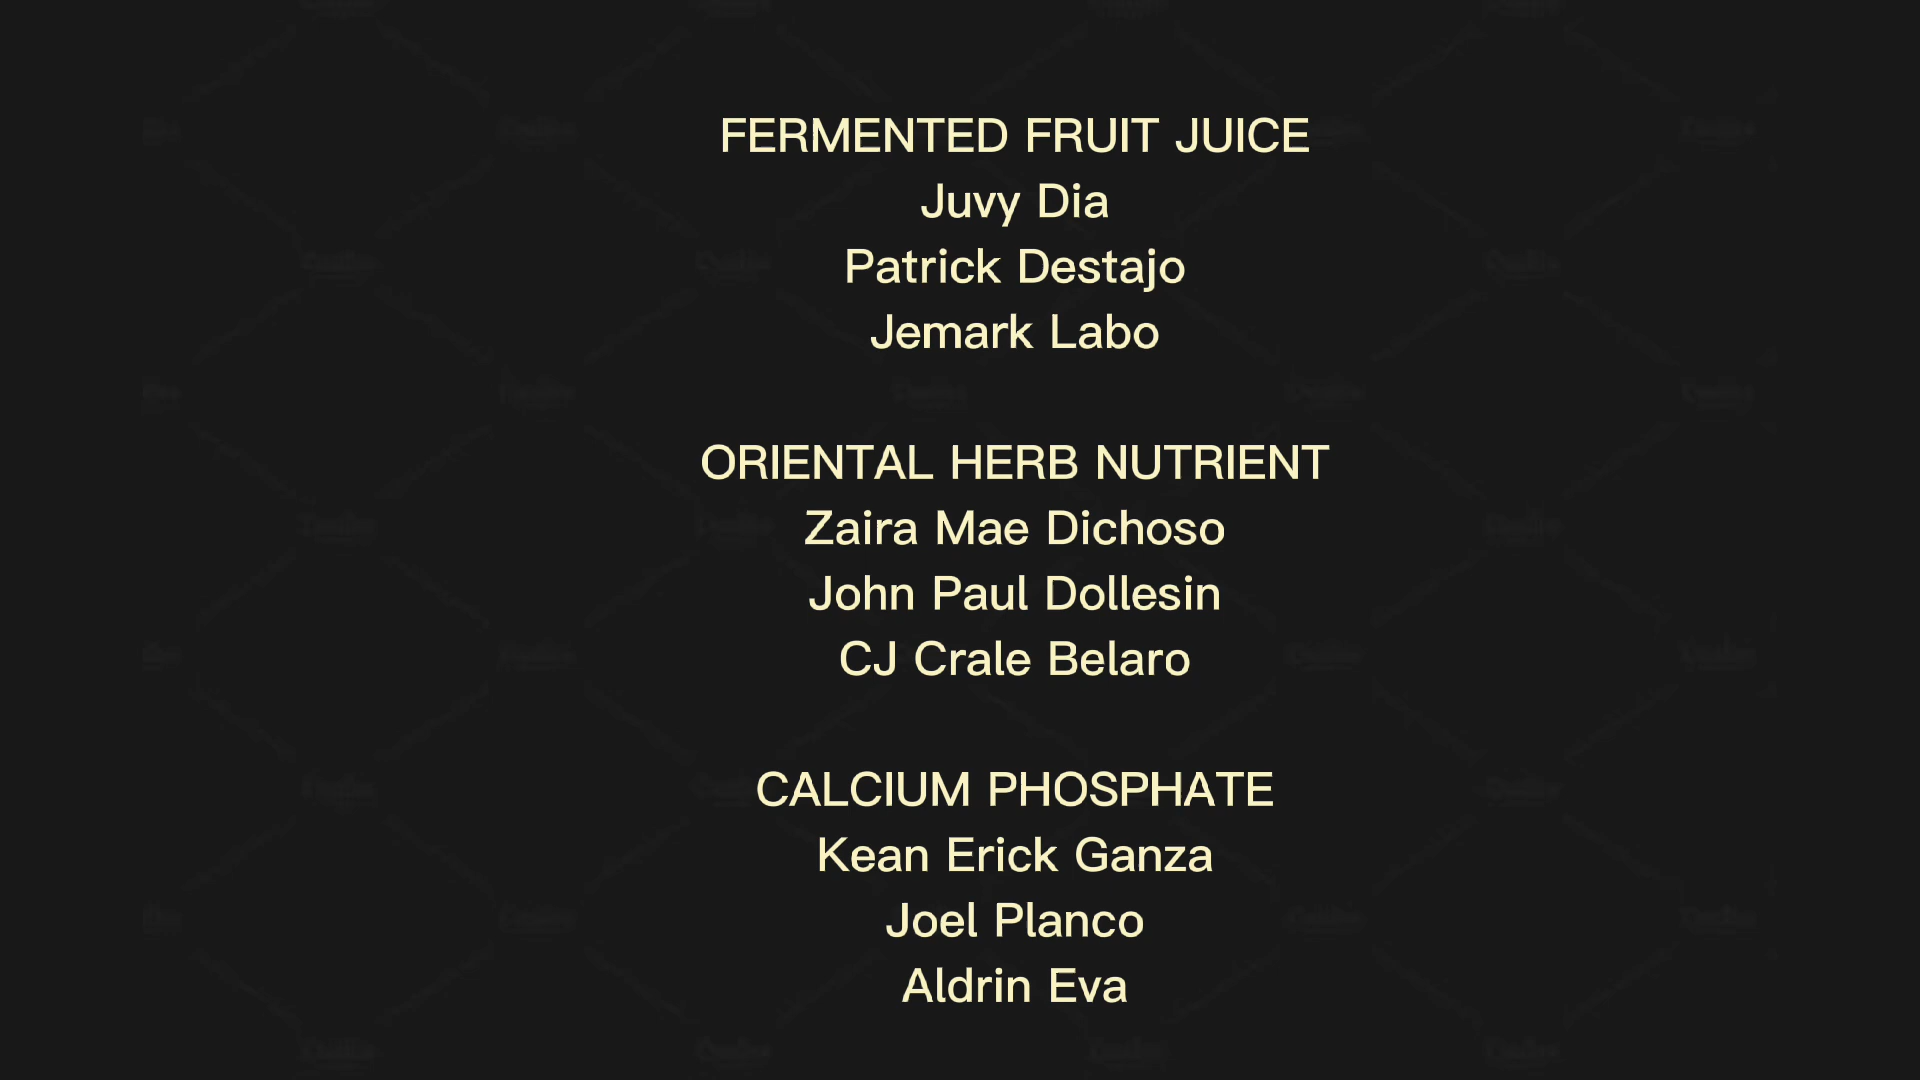 FERMENTED FRUIT JUICE
Juvy Dia
Patrick Destajo
Jemark Labo
ORIENTAL HERB NUTRIENT
Zaira Mae Dichoso
John Paul Dollesin
CJ Crale Belaro
CALCIUM PHOSPHATE
Kean Erick Ganza
Joel Planco
Aldrin Eva